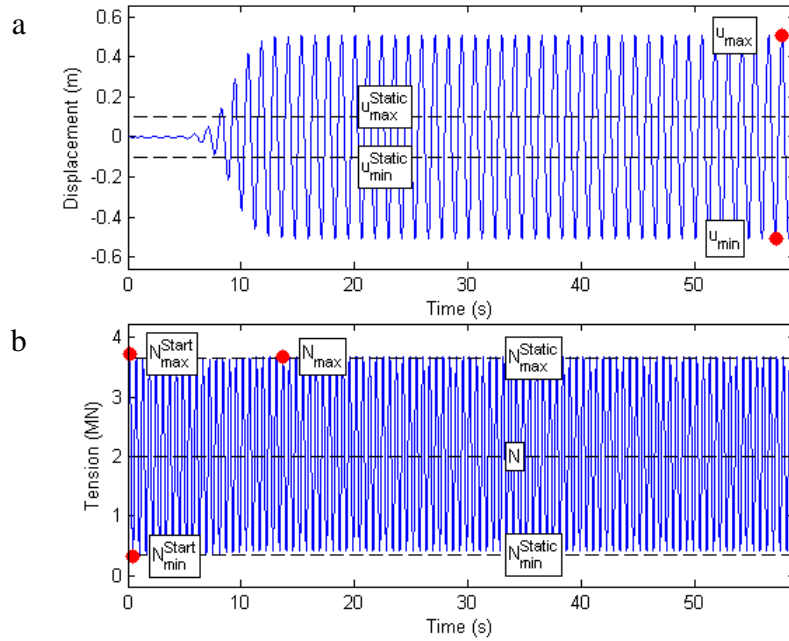 a
0.6
0.4
0.2
0
-0.2
-0.4
-0.6
Displacement (m)
u_max
u_max^Static
u_min^Static
u_min
0 10 20 30 40 50
Time (s)
b
4
3
2
1
0
Tension (MN)
N_max^Start
N_max
N_max^Static
N
N_min^Start
N_min^Static
0 10 20 30 40 50
Time (s)